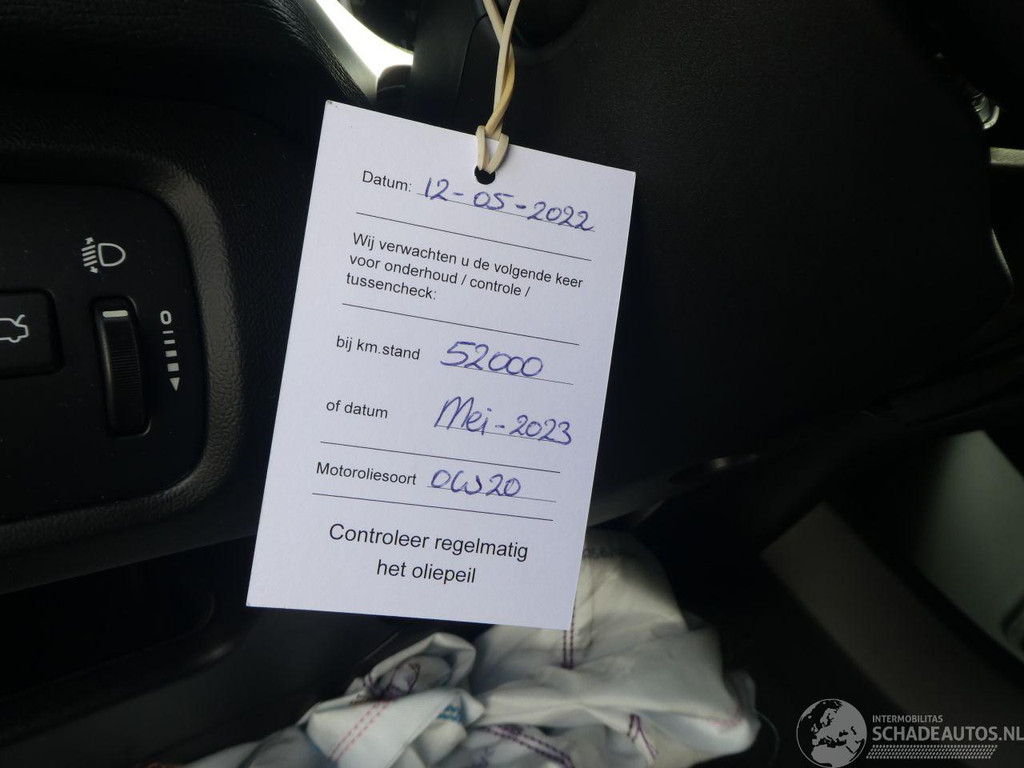 Datum: 12-05-2022
Wij verwachten u de volgende keer
voor onderhoud / controle /
tussencheck:
bij km.stand 52000
of datum Mei-2023
Motoroliesoort 0W20
Controleer regelmatig
het oliepeil
0
INTERMOBILITAS
SCHADEAUTOS.NL